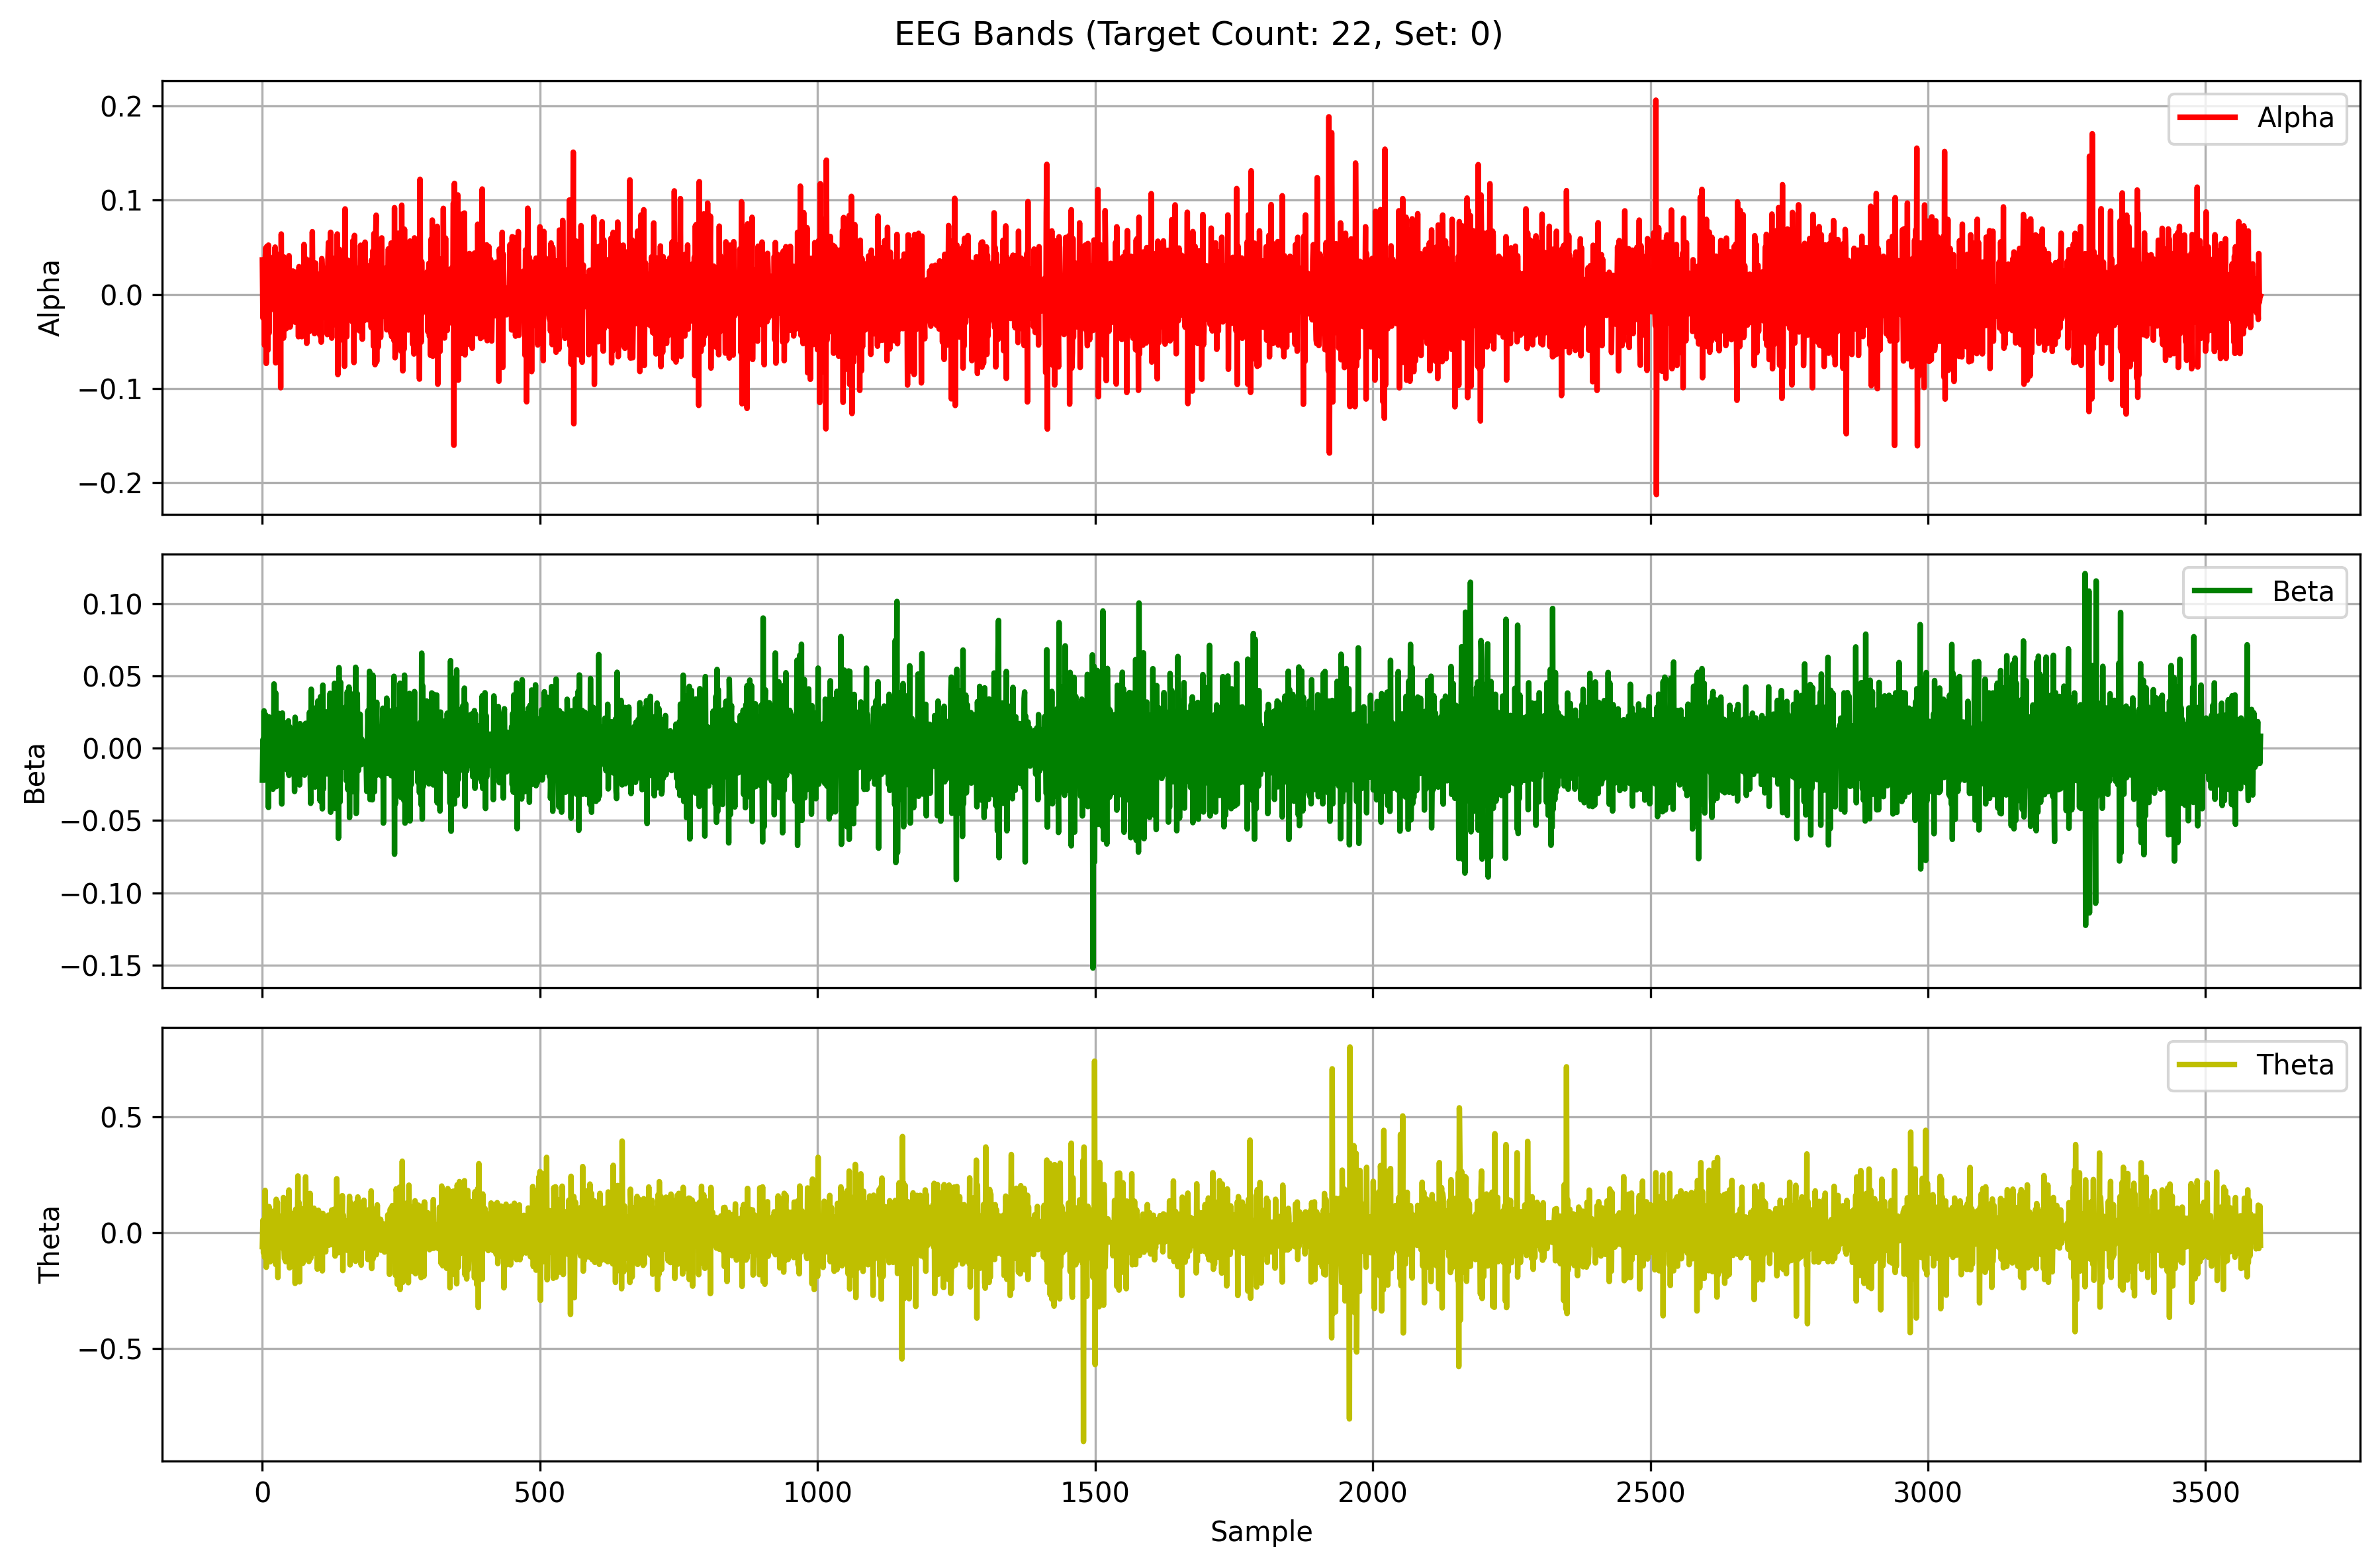 EEG Bands (Target Count: 22, Set: 0)
0.2
0.1
0.0
−0.1
−0.2
Alpha
Alpha
0.10
0.05
0.00
−0.05
−0.10
−0.15
Beta
Beta
0.5
0.0
−0.5
Theta
Theta
0 500 1000 1500 2000 2500 3000 3500
Sample